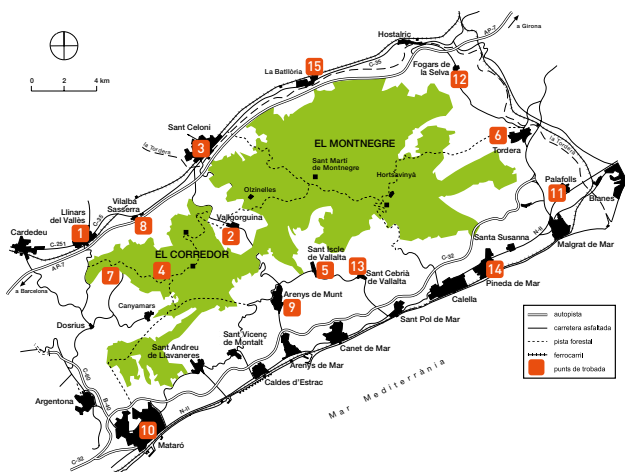 Hostalric
AP-7
a Girona
C-35
15
La Batllòria
Fogars de
la Selva
12
0 2 4 km
Sant Celoni
3
la Tordera
EL MONTNEGRE
Sant Martí
de Montnegre
Hortsavinyà
6
Tordera
la Tordera
Olzinelles
Palafolls
11
Blanes
Vilalba
Sasserra
8
Llinars
del Vallès
1
C-35
Cardedeu
C-251
AP-7
a Barcelona
Vallgorguina
2
EL CORREDOR
7
4
Sant Iscle
de Vallalta
5
13
Sant Cebrià
de Vallalta
C-32
Santa Susanna
N-II
Malgrat de Mar
14
Pineda de Mar
Calella
Canyamars
Dosrius
Arenys de Munt
9
Sant Pol de Mar
Sant Vicenç
de Montalt
Sant Andreu
de Llavaneres
Canet de Mar
Arenys de Mar
Caldes d'Estrac
Mar Mediterrània
C-60
B-40
Argentona
N-II
10
Mataró
C-32
autopista
carretera asfaltada
pista forestal
ferrocarril
punts de trobada